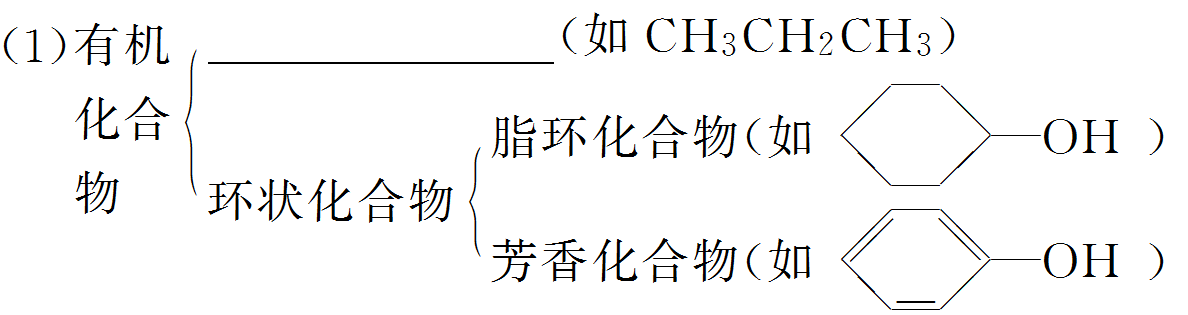 (1)有机化合物
____________(如 CH₃CH₂CH₃)
环状化合物
脂环化合物(如 —OH )
芳香化合物(如 —OH )